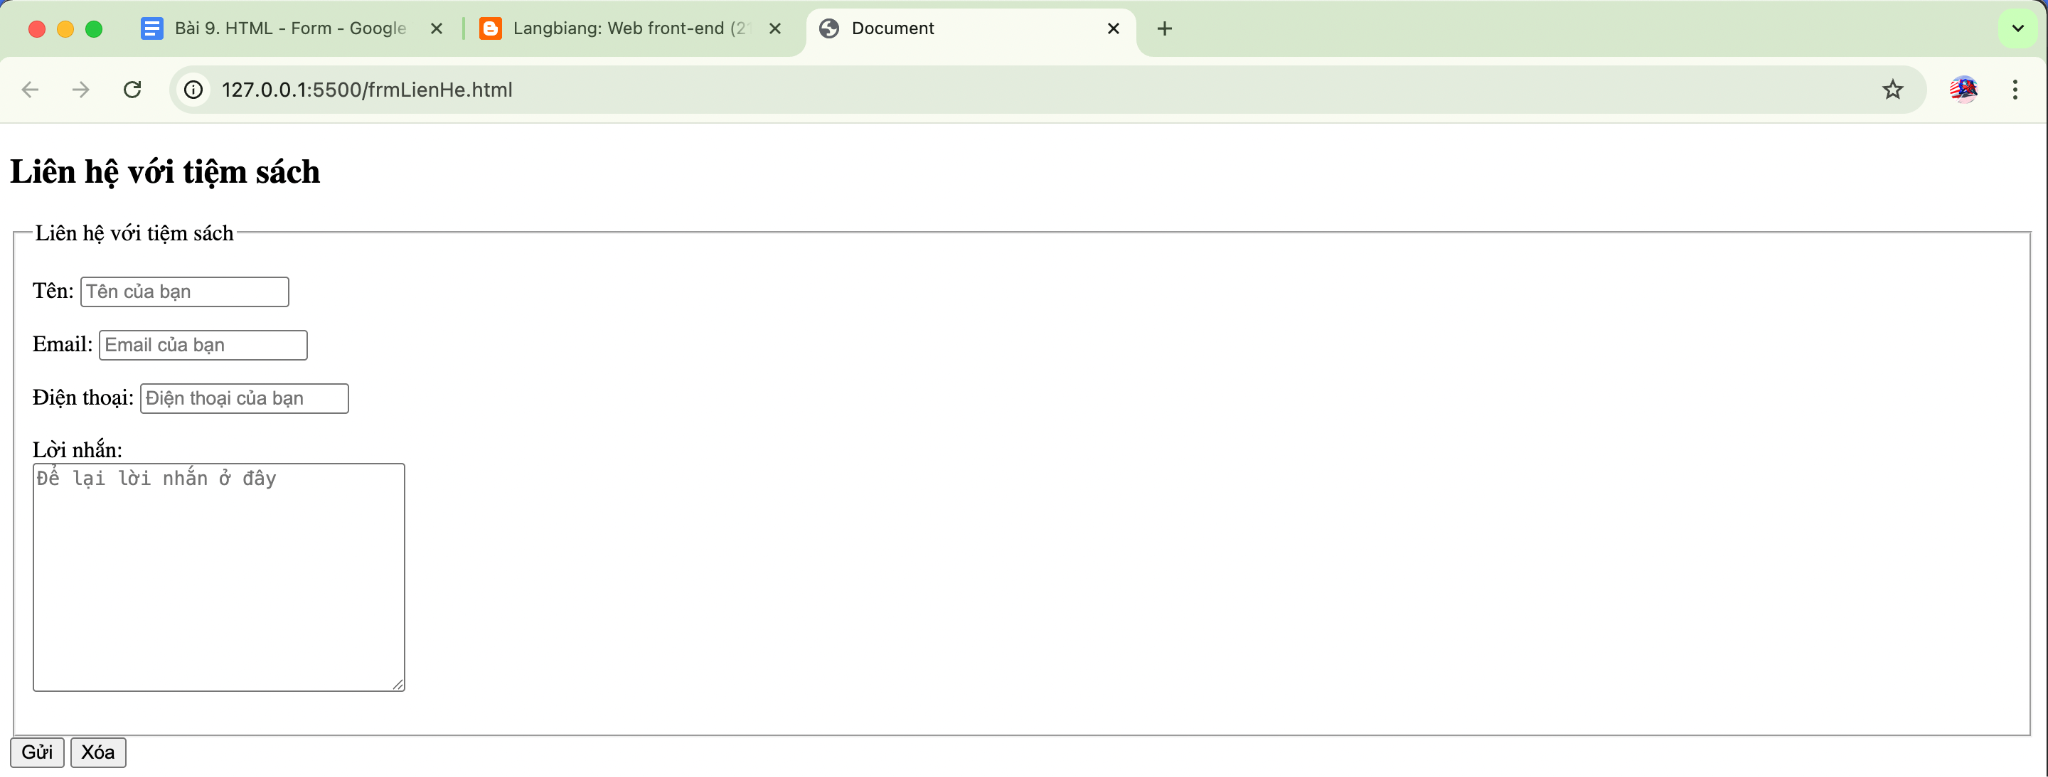 Bài 9. HTML - Form - Google
Langbiang: Web front-end (21
Document
127.0.0.1:5500/frmLienHe.html
Liên hệ với tiệm sách
Liên hệ với tiệm sách
Tên: Tên của bạn
Email: Email của bạn
Điện thoại: Điện thoại của bạn
Lời nhắn:
Để lại lời nhắn ở đây
Gửi Xóa